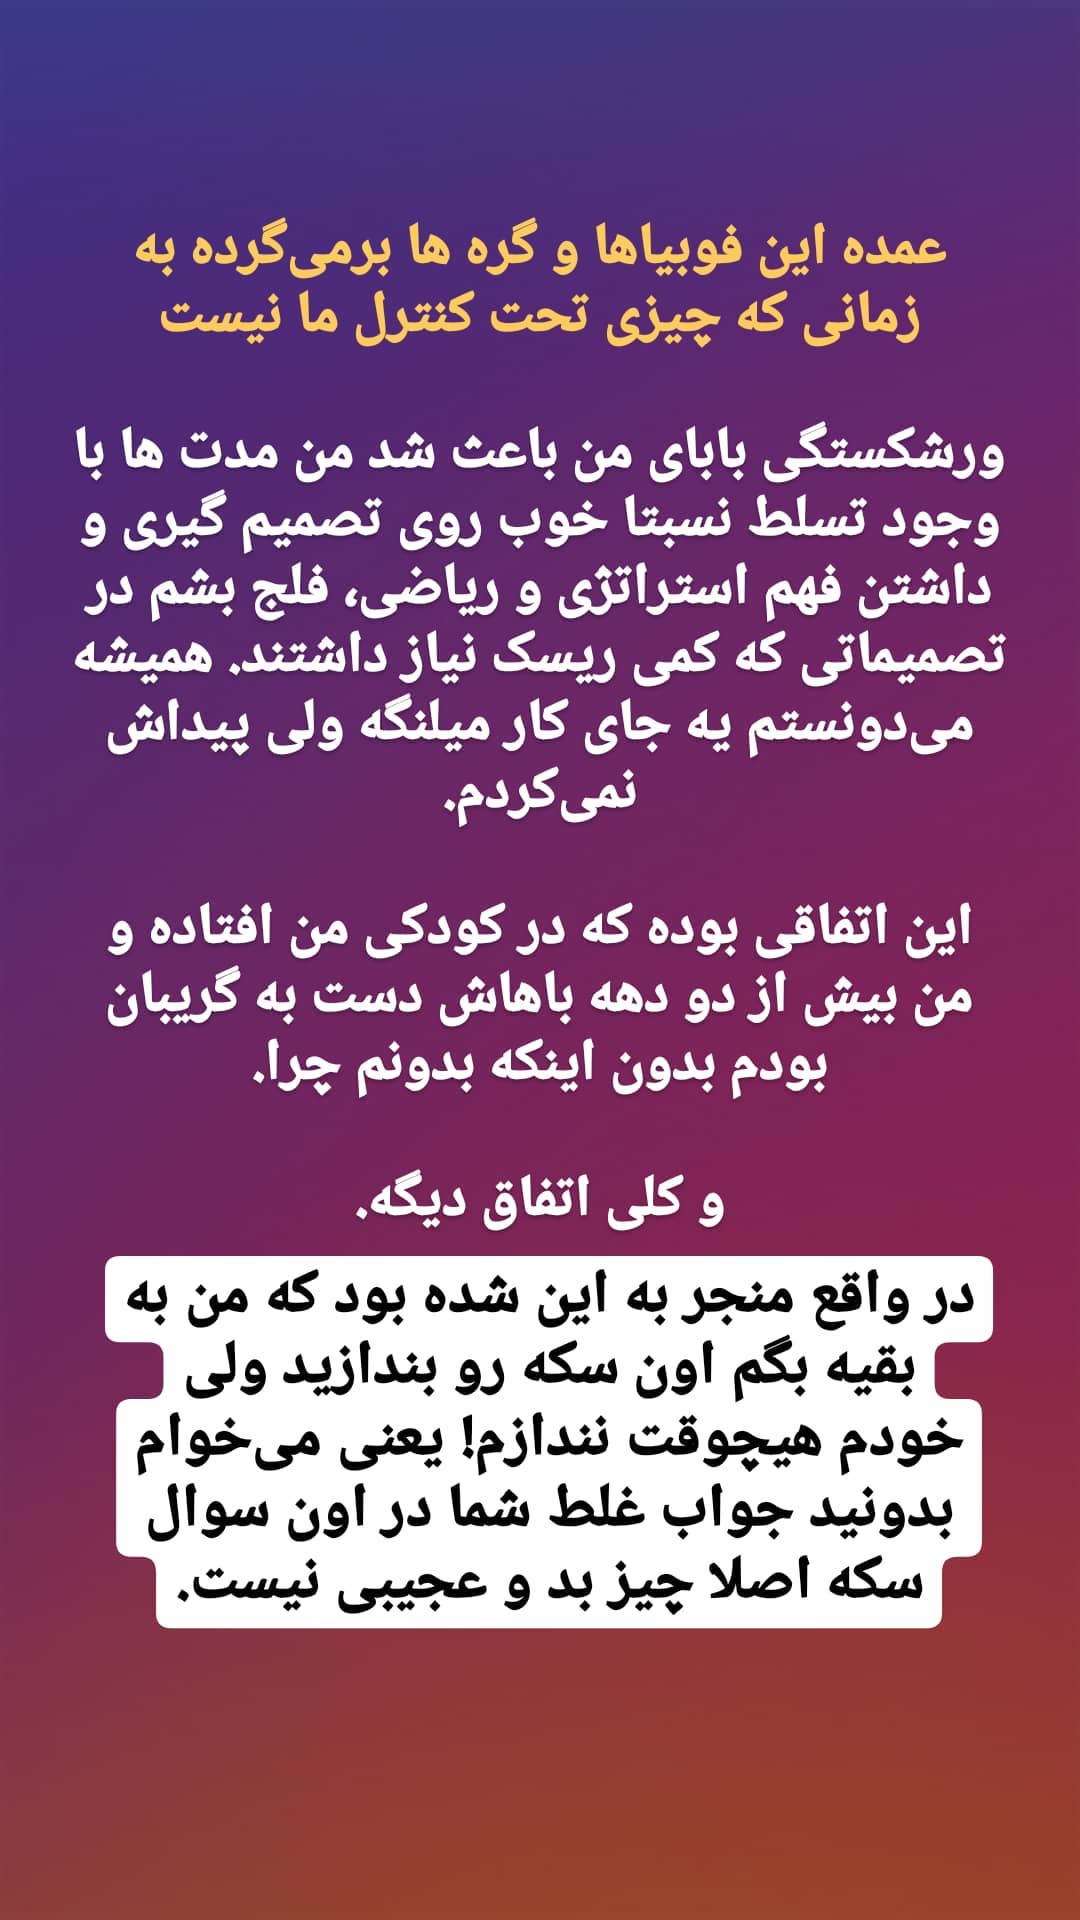 عمده این فوبیاها و گره ها برمی‌گرده به
زمانی که چیزی تحت کنترل ما نیست
ورشکستگی بابای من باعث شد من مدت ها با
وجود تسلط نسبتا خوب روی تصمیم گیری و
داشتن فهم استراتژی و ریاضی، فلج بشم در
تصمیماتی که کمی ریسک نیاز داشتند. همیشه
می‌دونستم یه جای کار میلنگه ولی پیداش
نمی‌کردم.
این اتفاقی بوده که در کودکی من افتاده و
من بیش از دو دهه باهاش دست به گریبان
بودم بدون اینکه بدونم چرا.
و کلی اتفاق دیگه.
در واقع منجر به این شده بود که من به
بقیه بگم اون سکه رو بندازید ولی
خودم هیچوقت نندازم! یعنی می‌خوام
بدونید جواب غلط شما در اون سوال
سکه اصلا چیز بد و عجیبی نیست.